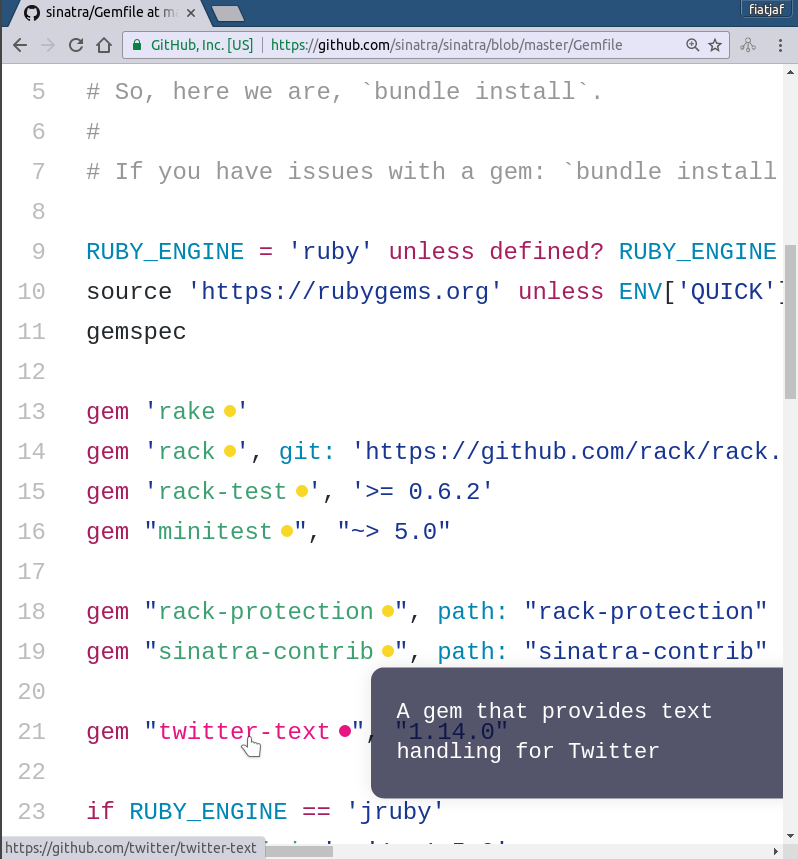 sinatra/Gemfile at ma
fiatjaf
GitHub, Inc. [US] https://github.com/sinatra/sinatra/blob/master/Gemfile
5 # So, here we are, `bundle install`.
6 #
7 # If you have issues with a gem: `bundle install
8
9 RUBY_ENGINE = 'ruby' unless defined? RUBY_ENGINE
10 source 'https://rubygems.org' unless ENV['QUICK']
11 gemspec
12
13 gem 'rake'
14 gem 'rack', git: 'https://github.com/rack/rack.
15 gem 'rack-test', '>= 0.6.2'
16 gem "minitest", "~> 5.0"
17
18 gem "rack-protection", path: "rack-protection"
19 gem "sinatra-contrib", path: "sinatra-contrib"
20
21 gem "twitter-text", "1.14.0"
A gem that provides text
handling for Twitter
22
23 if RUBY_ENGINE == 'jruby'
https://github.com/twitter/twitter-text